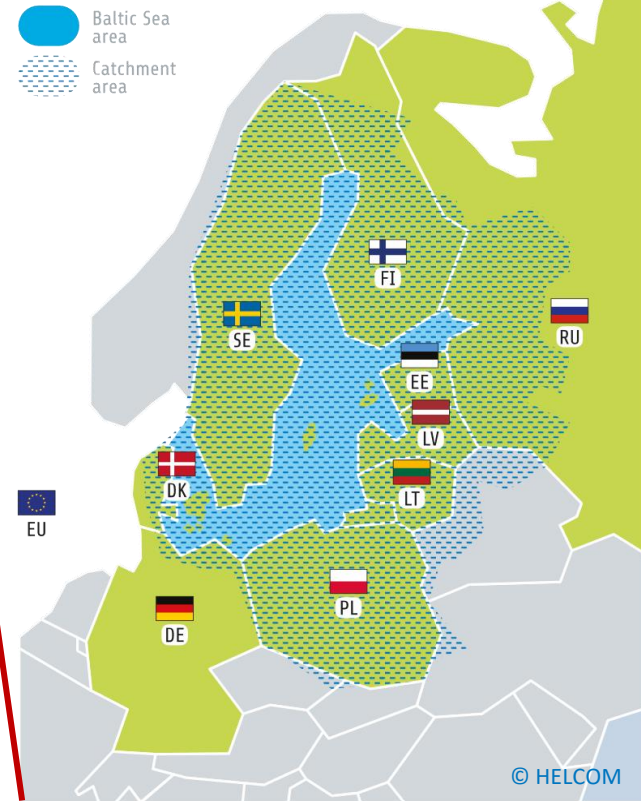 Baltic Sea
area
Catchment
area
FI
SE
RU
EE
LV
DK
LT
EU
PL
DE
© HELCOM